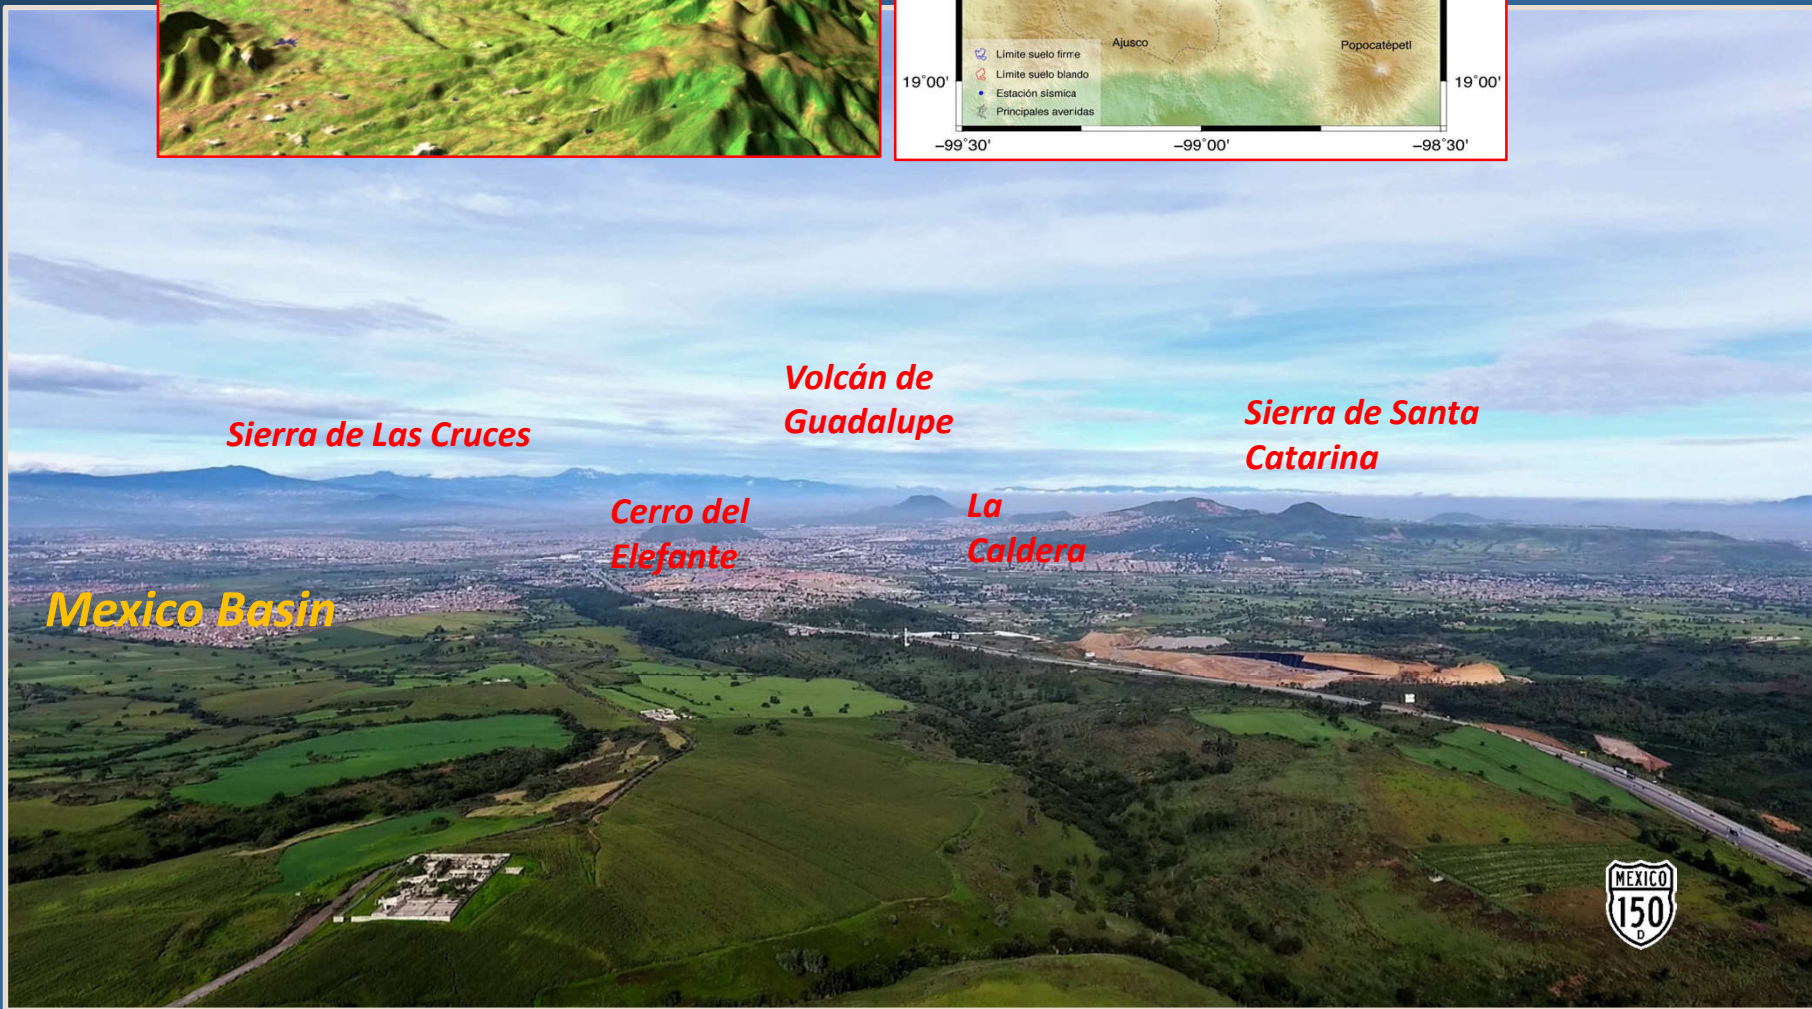 Ajusco
Popocatépetl
Límite suelo firme
Límite suelo blando
Estación sísmica
Principales avenidas
19°00'
19°00'
−99°30'
−99°00'
−98°30'
Volcán de
Guadalupe
Sierra de Las Cruces
Sierra de Santa
Catarina
Cerro del
Elefante
La
Caldera
Mexico Basin
MEXICO
150
D